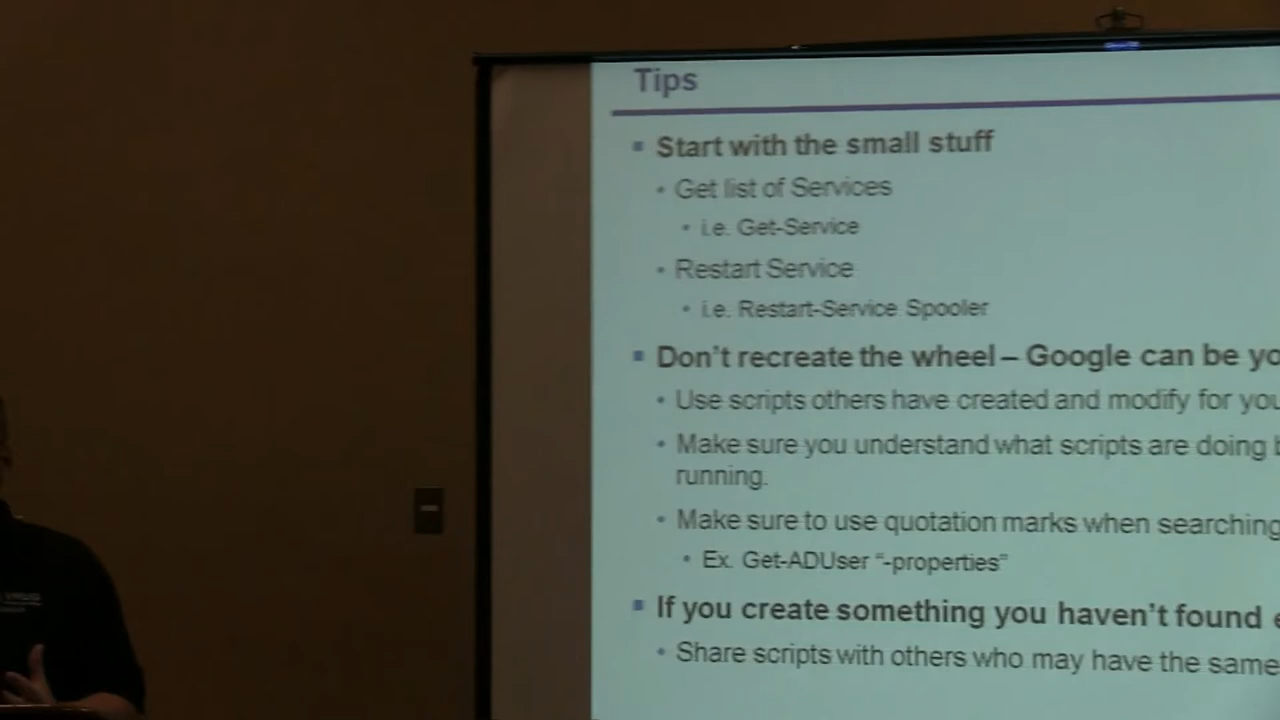 Tips
Start with the small stuff
Get list of Services
i.e. Get-Service
Restart Service
i.e. Restart-Service Spooler
Don't recreate the wheel – Google can be
Use scripts others have created and modify for
Make sure you understand what scripts are doing
running.
Make sure to use quotation marks when searching
Ex. Get-ADUser "-properties"
If you create something you haven't found
Share scripts with others who may have the same